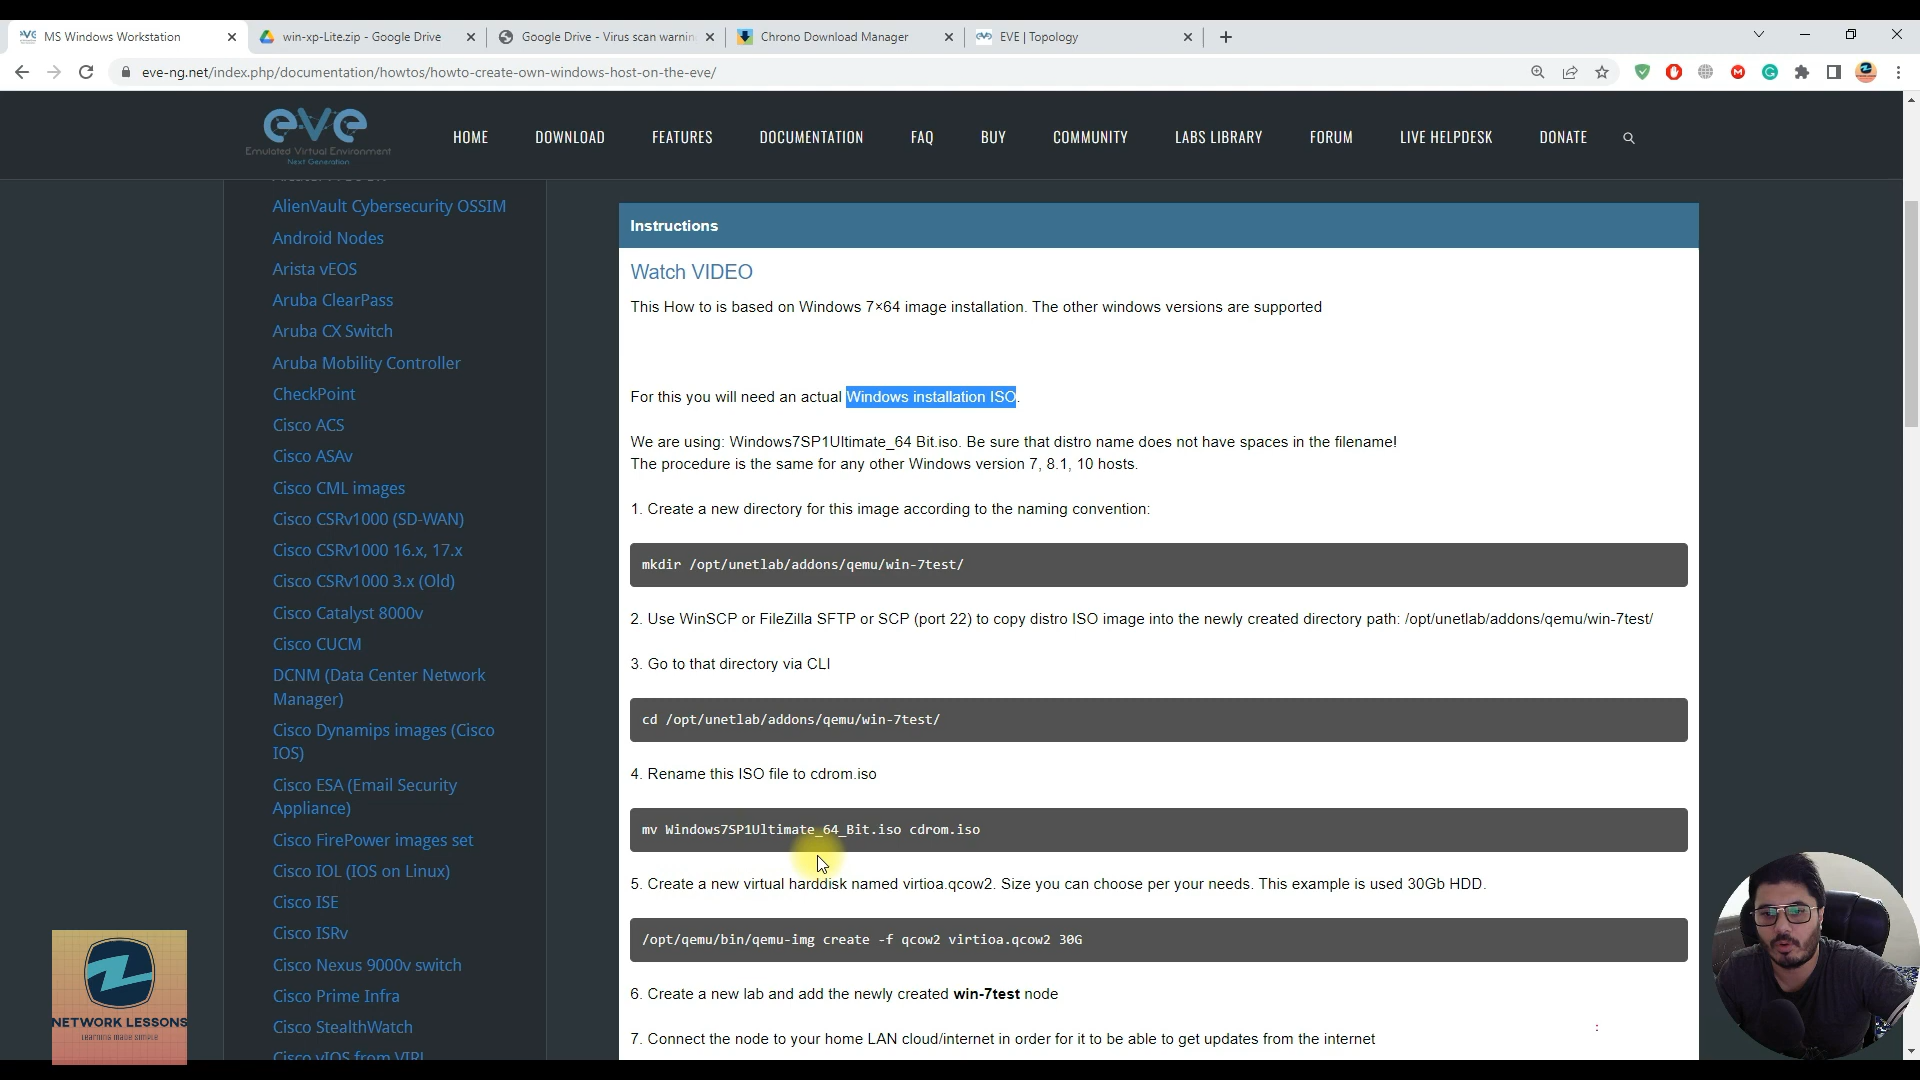 MS Windows Workstation
win-xp-Lite.zip - Google Drive
Google Drive - Virus scan warnin
Chrono Download Manager
EVE | Topology
eve-ng.net/index.php/documentation/howtos/howto-create-own-windows-host-on-the-eve/
eve
Emulated Virtual Environment
Next Generation
HOME
DOWNLOAD
FEATURES
DOCUMENTATION
FAQ
BUY
COMMUNITY
LABS LIBRARY
FORUM
LIVE HELPDESK
DONATE
AlienVault Cybersecurity OSSIM
Android Nodes
Arista vEOS
Aruba ClearPass
Aruba CX Switch
Aruba Mobility Controller
CheckPoint
Cisco ACS
Cisco ASAv
Cisco CML images
Cisco CSRv1000 (SD-WAN)
Cisco CSRv1000 16.x, 17.x
Cisco CSRv1000 3.x (Old)
Cisco Catalyst 8000v
Cisco CUCM
DCNM (Data Center Network
Manager)
Cisco Dynamips images (Cisco
IOS)
Cisco ESA (Email Security
Appliance)
Cisco FirePower images set
Cisco IOL (IOS on Linux)
Cisco ISE
Cisco ISRv
Cisco Nexus 9000v switch
Cisco Prime Infra
Cisco StealthWatch
Cisco vIOS from VIRL
Instructions
Watch VIDEO
This How to is based on Windows 7×64 image installation. The other windows versions are supported
For this you will need an actual Windows installation ISO.
We are using: Windows7SP1Ultimate_64 Bit.iso. Be sure that distro name does not have spaces in the filename!
The procedure is the same for any other Windows version 7, 8.1, 10 hosts.
1. Create a new directory for this image according to the naming convention:
mkdir /opt/unetlab/addons/qemu/win-7test/
2. Use WinSCP or FileZilla SFTP or SCP (port 22) to copy distro ISO image into the newly created directory path: /opt/unetlab/addons/qemu/win-7test/
3. Go to that directory via CLI
cd /opt/unetlab/addons/qemu/win-7test/
4. Rename this ISO file to cdrom.iso
mv Windows7SP1Ultimate_64_Bit.iso cdrom.iso
5. Create a new virtual harddisk named virtioa.qcow2. Size you can choose per your needs. This example is used 30Gb HDD.
/opt/qemu/bin/qemu-img create -f qcow2 virtioa.qcow2 30G
6. Create a new lab and add the newly created win-7test node
7. Connect the node to your home LAN cloud/internet in order for it to be able to get updates from the internet
NETWORK LESSONS
Learning made simple